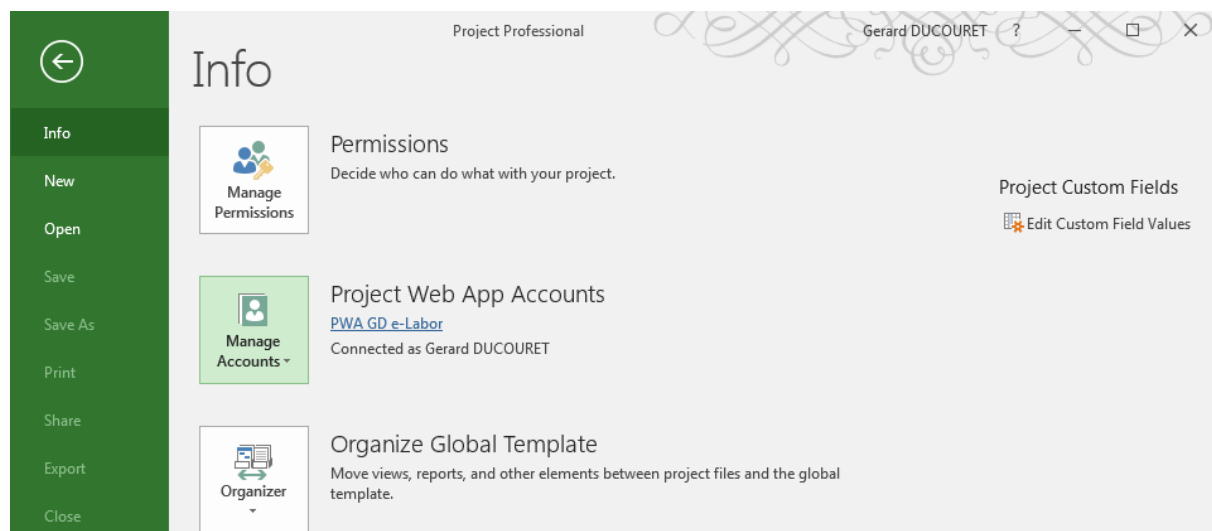 Project Professional
Gerard DUCOURET
?
Info
Info
New
Open
Save
Save As
Print
Share
Export
Close
Manage
Permissions
Permissions
Decide who can do what with your project.
Manage
Accounts
Project Web App Accounts
PWA GD e-Labor
Connected as Gerard DUCOURET
Organizer
Organize Global Template
Move views, reports, and other elements between project files and the global
template.
Project Custom Fields
Edit Custom Field Values